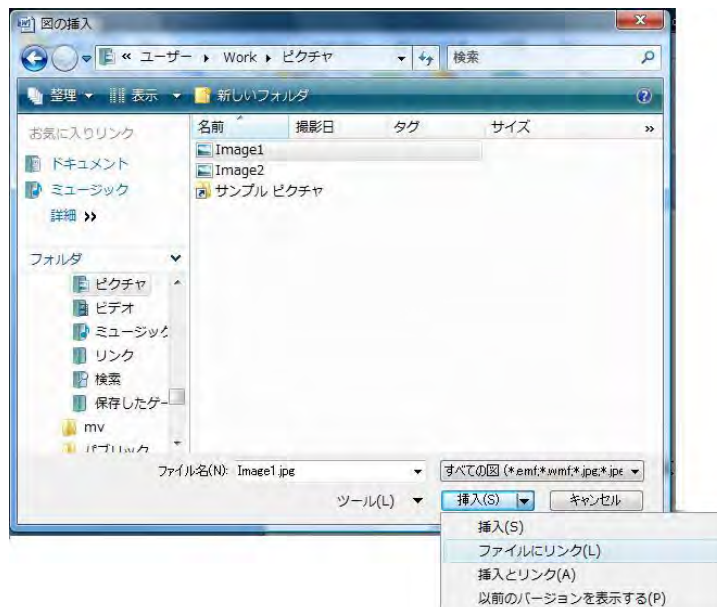 図の挿入
« ユーザー ▸ Work ▸ ピクチャ
検索
整理 表示 新しいフォルダ
お気に入りリンク
ドキュメント
ミュージック
詳細 »
フォルダ
ピクチャ
ビデオ
ミュージック
リンク
検索
保存したゲー
mv
パブリック
名前 撮影日 タグ サイズ »
Image1
Image2
サンプル ピクチャ
ファイル名(N): Image1.jpg
すべての図 (*.emf;*.wmf;*.jpg;*.jpe
ツール(L) 挿入(S) キャンセル
挿入(S)
ファイルにリンク(L)
挿入とリンク(A)
以前のバージョンを表示する(P)